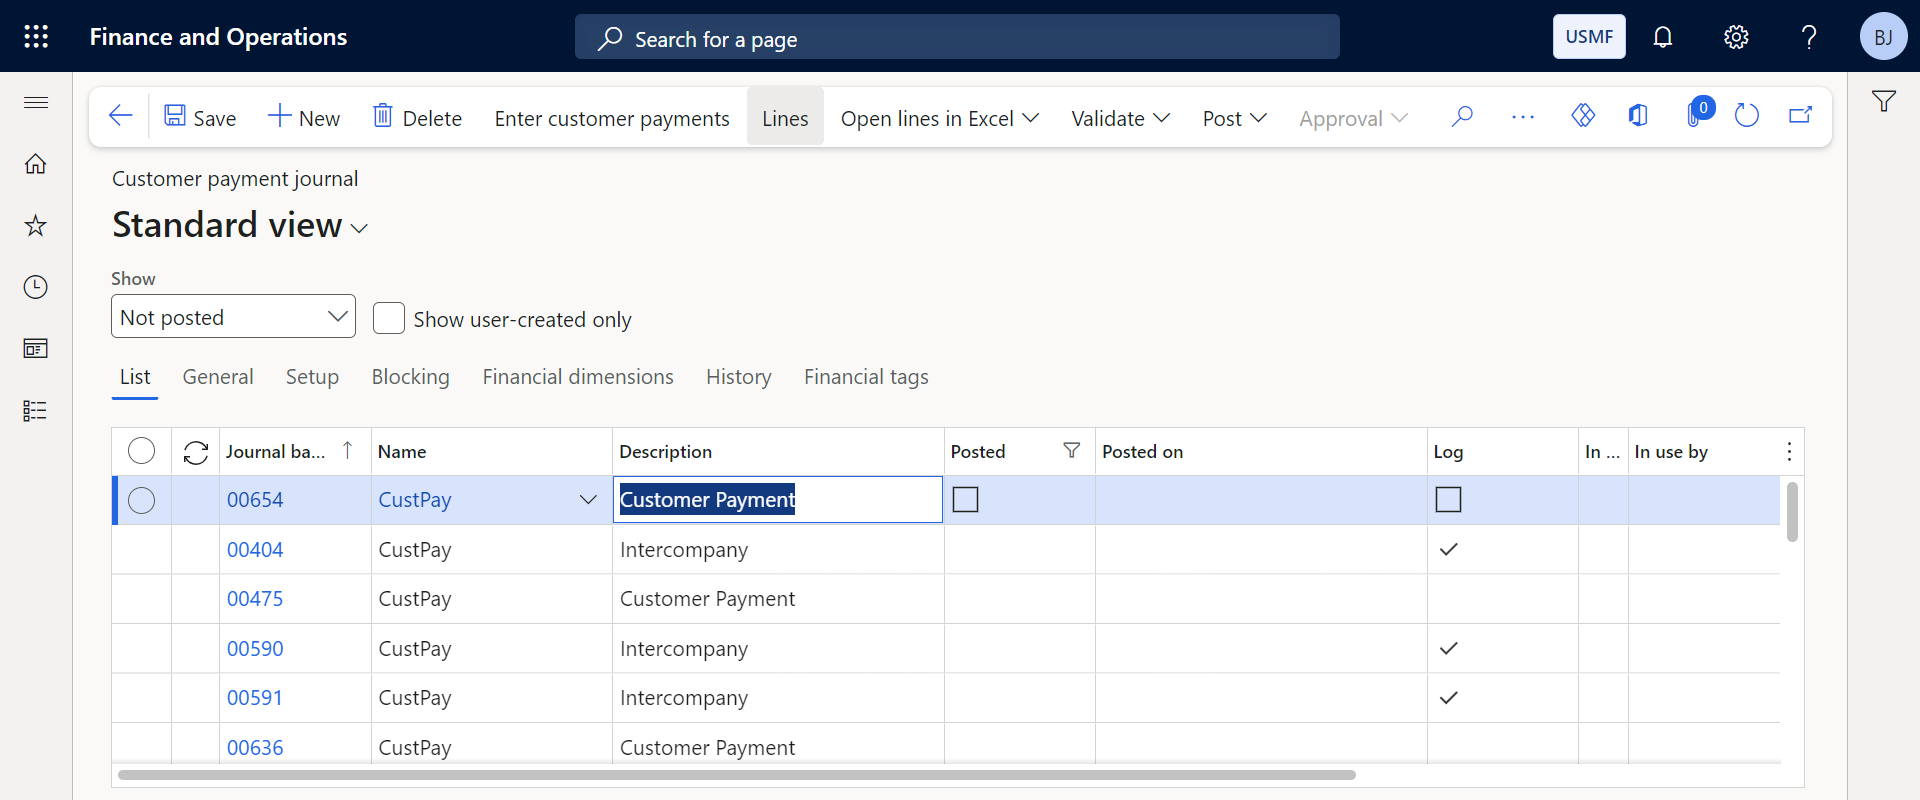 Finance and Operations
Search for a page
USMF
BJ
Save
New
Delete
Enter customer payments
Lines
Open lines in Excel
Validate
Post
Approval
0
Customer payment journal
Standard view
Show
Not posted
Show user-created only
List General Setup Blocking Financial dimensions History Financial tags
Journal ba... Name Description Posted Posted on Log In ... In use by
00654 CustPay Customer Payment
00404 CustPay Intercompany
00475 CustPay Customer Payment
00590 CustPay Intercompany
00591 CustPay Intercompany
00636 CustPay Customer Payment